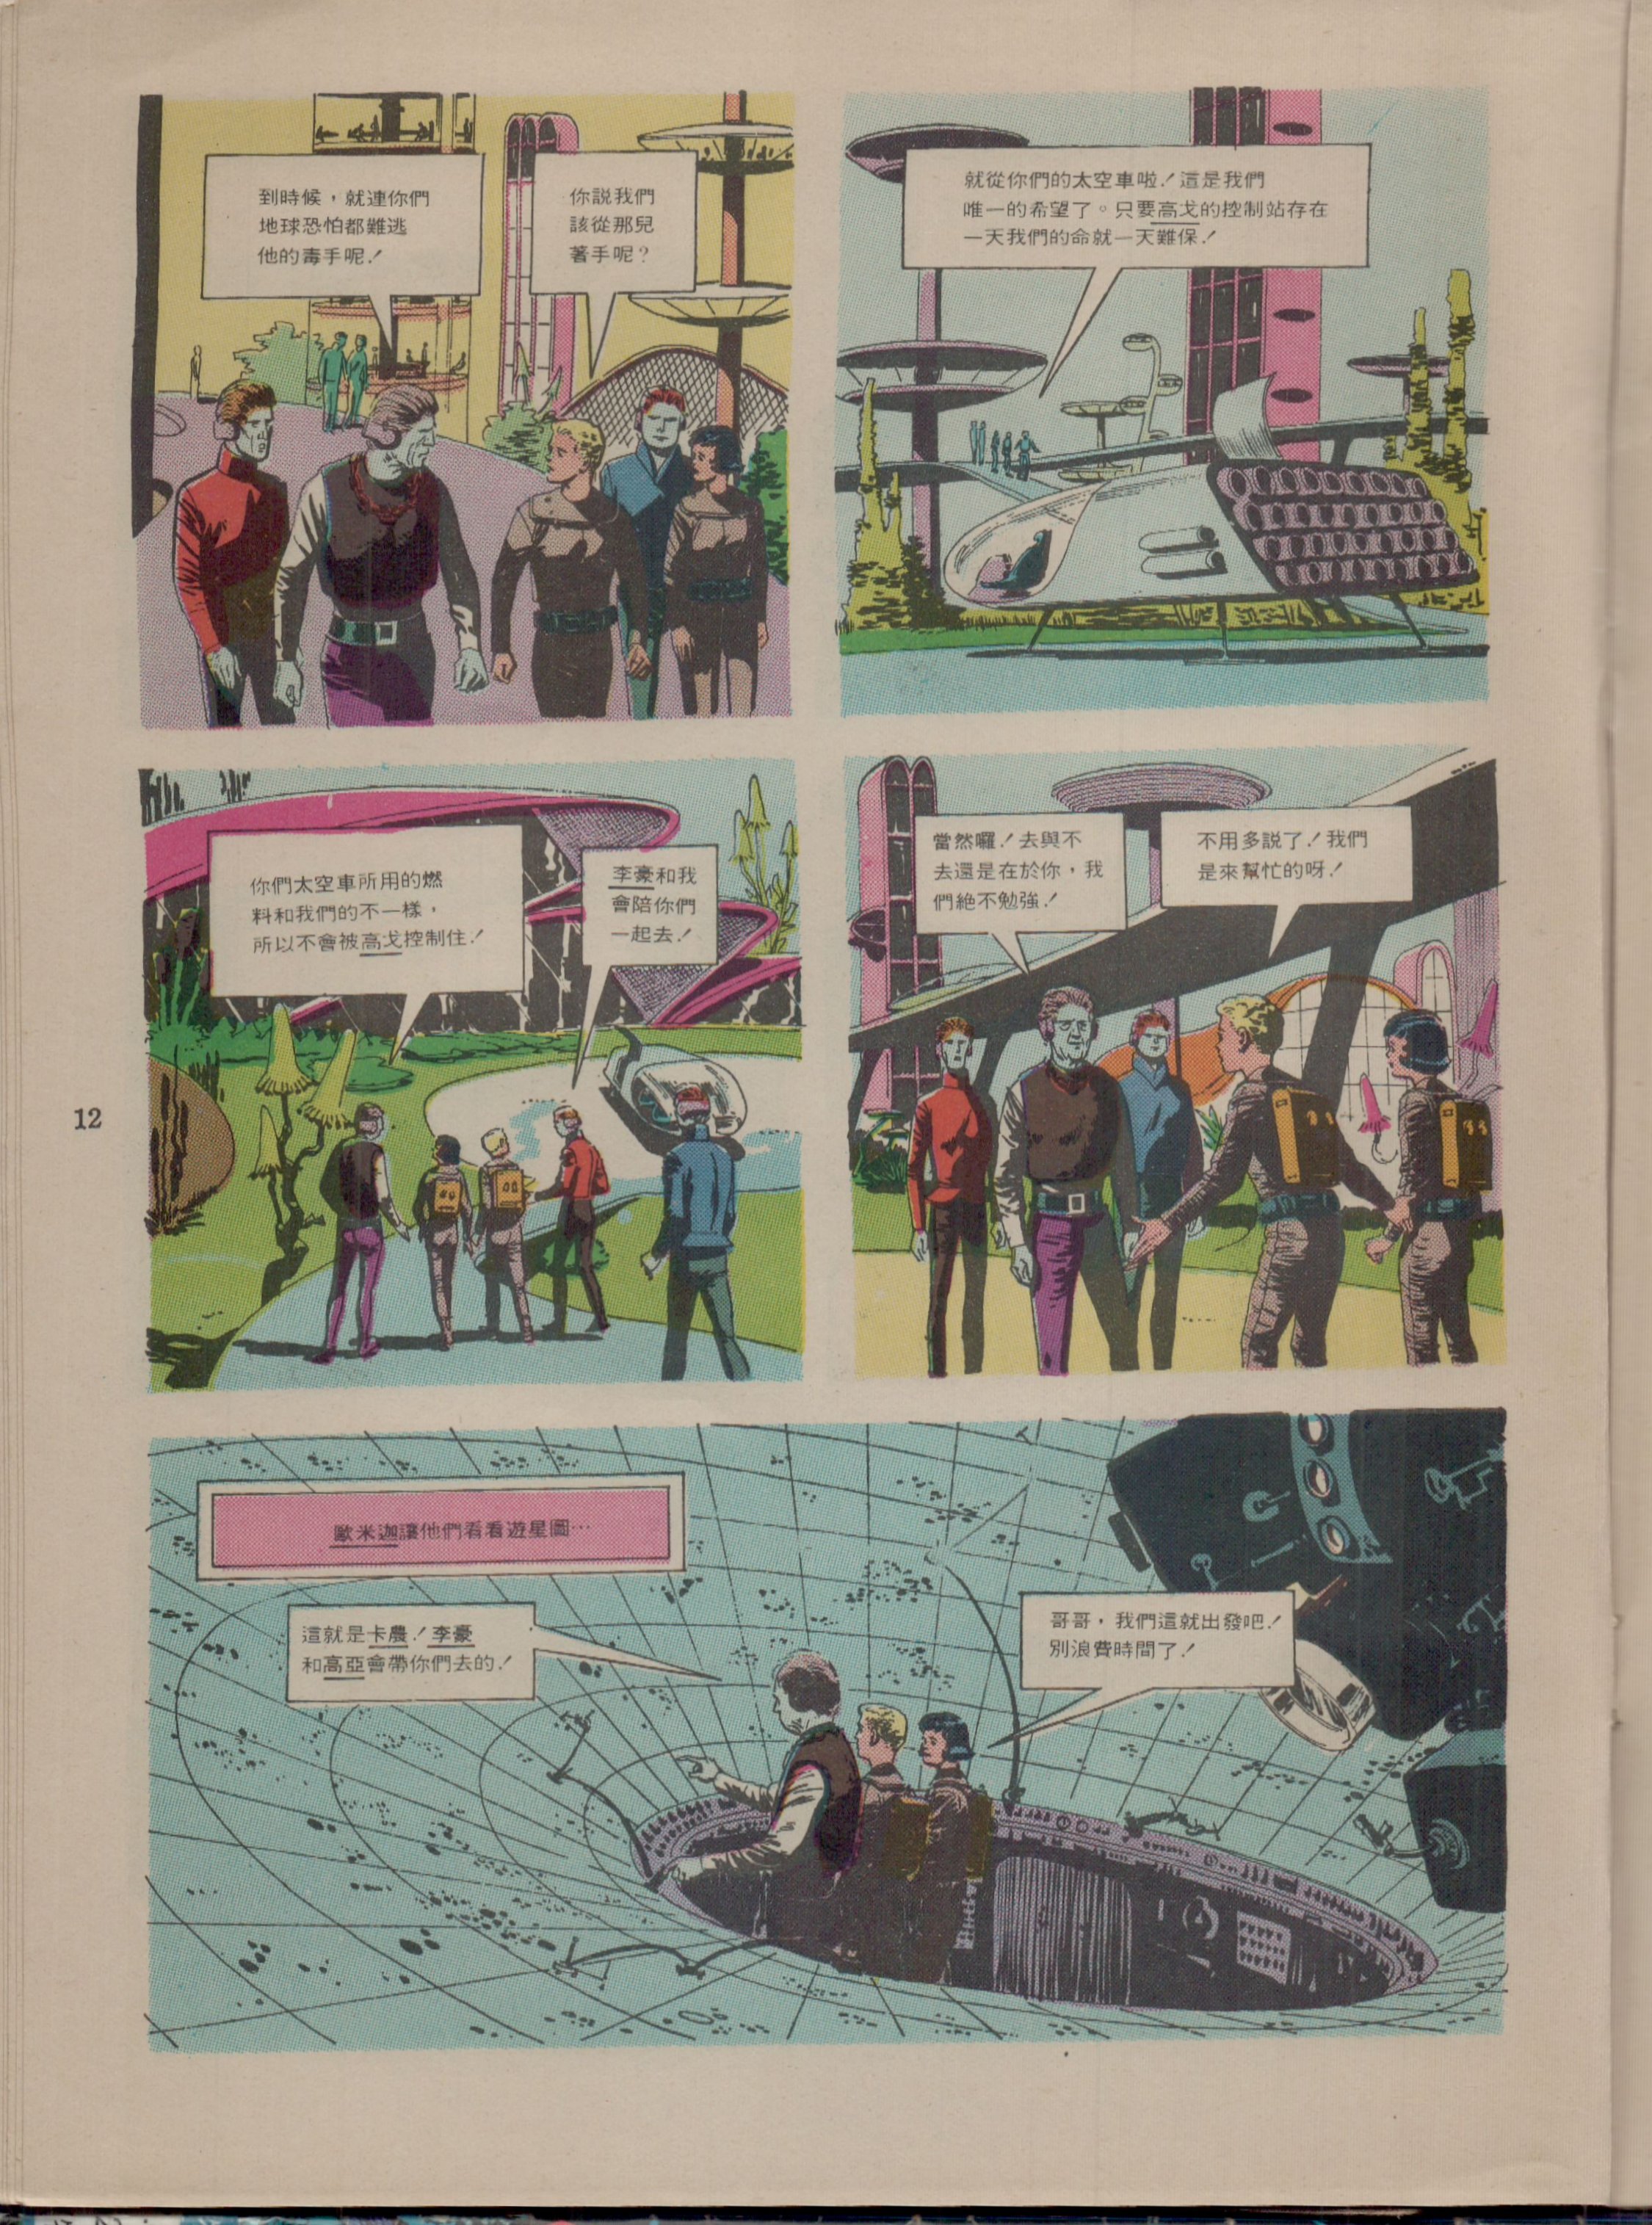 到時候，就連你們
地球恐怕都難逃
他的毒手呢！
你說我們
該從那兒
著手呢？
就從你們的太空車啦！這是我們
唯一的希望了。只要高戈的控制站存在
一天我們的命就一天難保！
你們太空車所用的燃
料和我們的不一樣，
所以不會被高戈控制住！
李豪和我
會陪你們
一起去！
當然囉！去與不
去還是在於你，我
們絕不勉強！
不用多說了！我們
是來幫忙的呀！
12
歐米迦讓他們看看遊星圖…
這就是卡農！李豪
和高亞會帶你們去的！
哥哥，我們這就出發吧！
別浪費時間了！